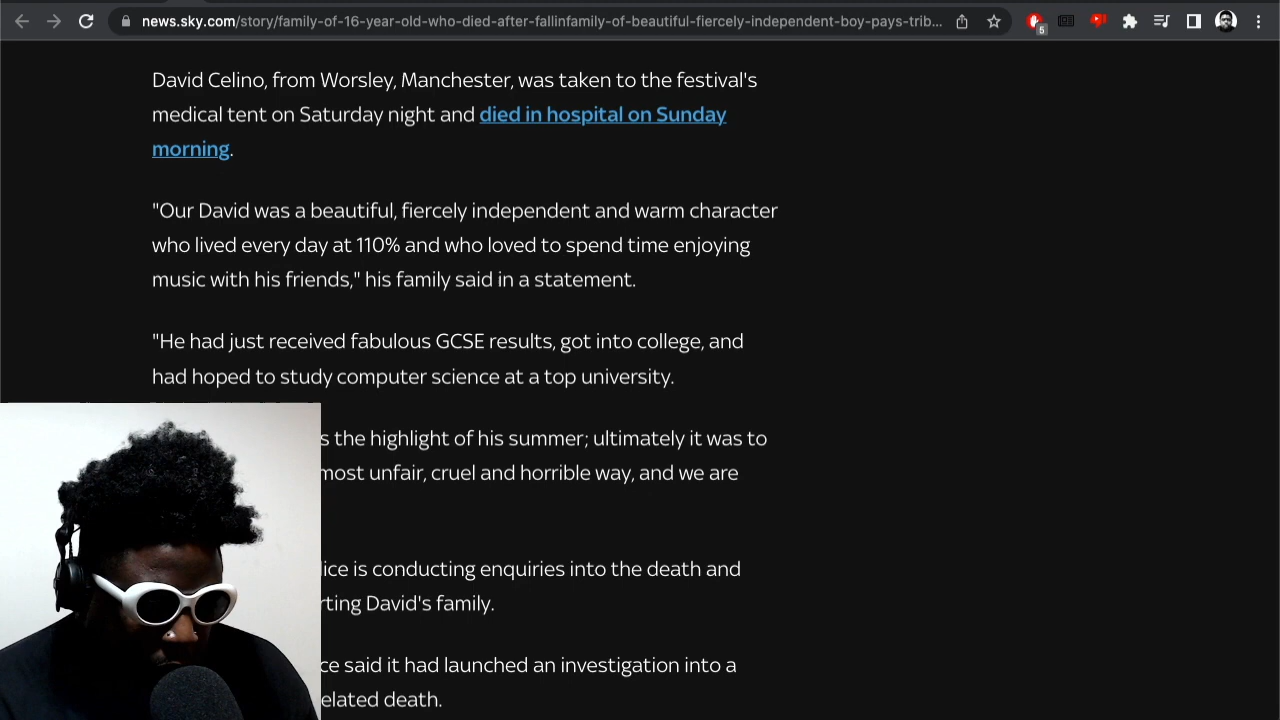 news.sky.com/story/family-of-16-year-old-who-died-after-fallinfamily-of-beautiful-fiercely-independent-boy-pays-trib...
5
David Celino, from Worsley, Manchester, was taken to the festival's
medical tent on Saturday night and died in hospital on Sunday
morning.
"Our David was a beautiful, fiercely independent and warm character
who lived every day at 110% and who loved to spend time enjoying
music with his friends," his family said in a statement.
"He had just received fabulous GCSE results, got into college, and
had hoped to study computer science at a top university.
s the highlight of his summer; ultimately it was to
most unfair, cruel and horrible way, and we are
lice is conducting enquiries into the death and
rting David's family.
ce said it had launched an investigation into a
elated death.